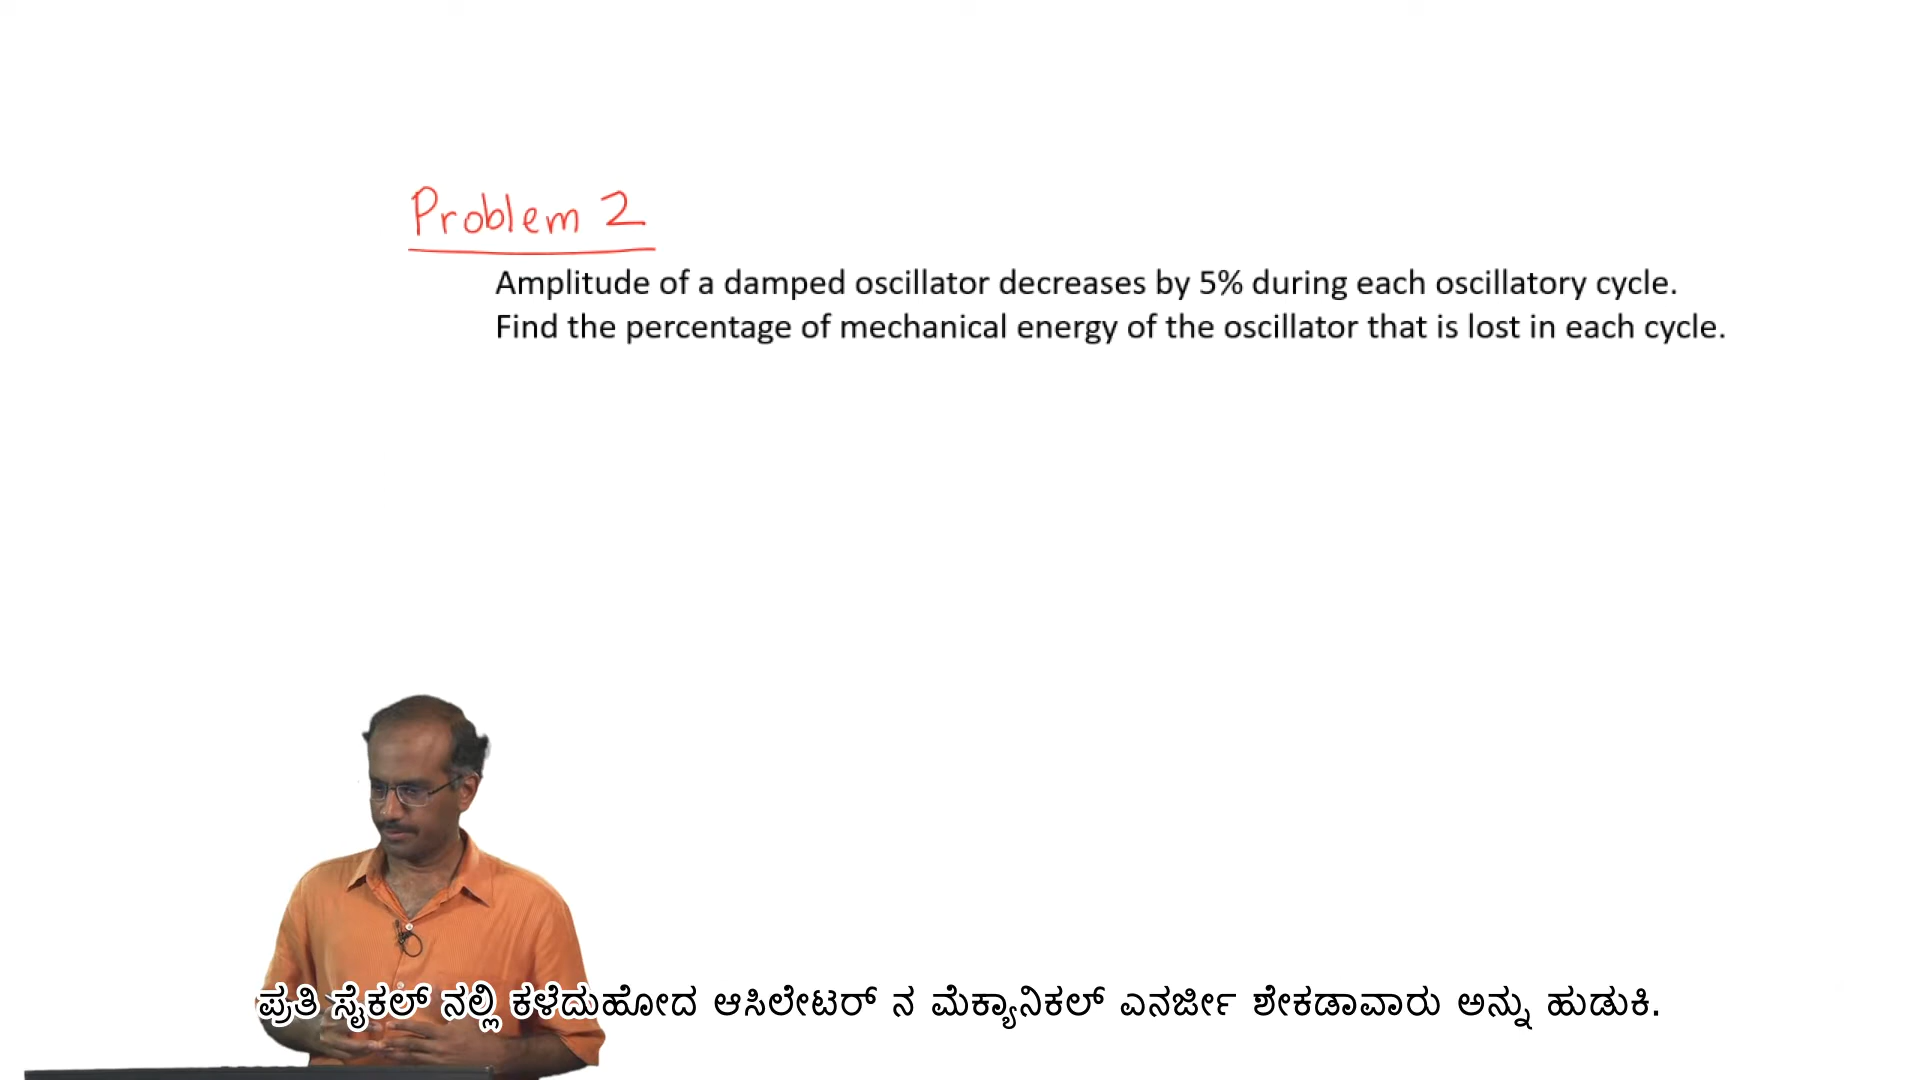 Problem 2
Amplitude of a damped oscillator decreases by 5% during each oscillatory cycle.
Find the percentage of mechanical energy of the oscillator that is lost in each cycle.
ಪ್ರತಿ ಸೈಕಲ್ ನಲ್ಲಿ ಕಳೆದುಹೋದ ಆಸಿಲೇಟರ್ ನ ಮೆಕ್ಯಾನಿಕಲ್ ಎನರ್ಜೀ ಶೇಕಡಾವಾರು ಅನ್ನು ಹುಡುಕಿ.